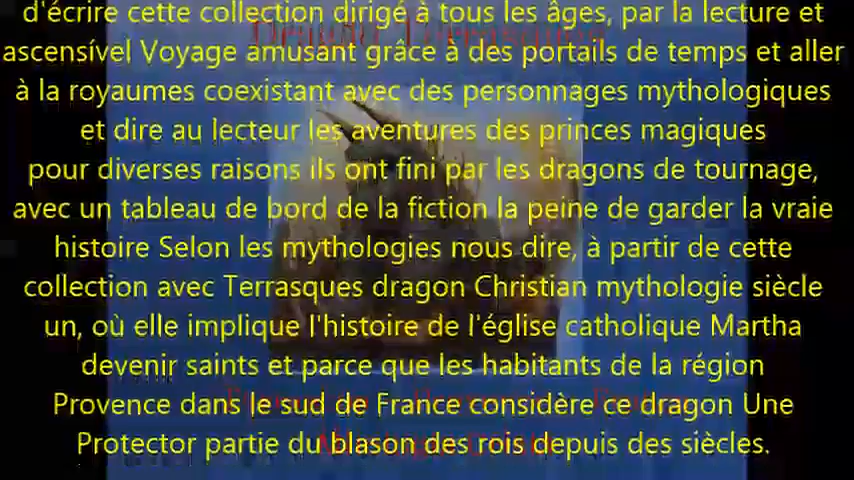 d'écrire cette collection dirigé à tous les âges, par la lecture et
ascensível Voyage amusant grâce à des portails de temps et aller
à la royaumes coexistant avec des personnages mythologiques
et dire au lecteur les aventures des princes magiques
pour diverses raisons ils ont fini par les dragons de tournage,
avec un tableau de bord de la fiction la peine de garder la vraie
histoire Selon les mythologies nous dire, à partir de cette
collection avec Terrasques dragon Christian mythologie siècle
un, où elle implique l'histoire de l'église catholique Martha
devenir saints et parce que les habitants de la région
Provence dans le sud de France considère ce dragon Une
Protector partie du blason des rois depuis des siècles.